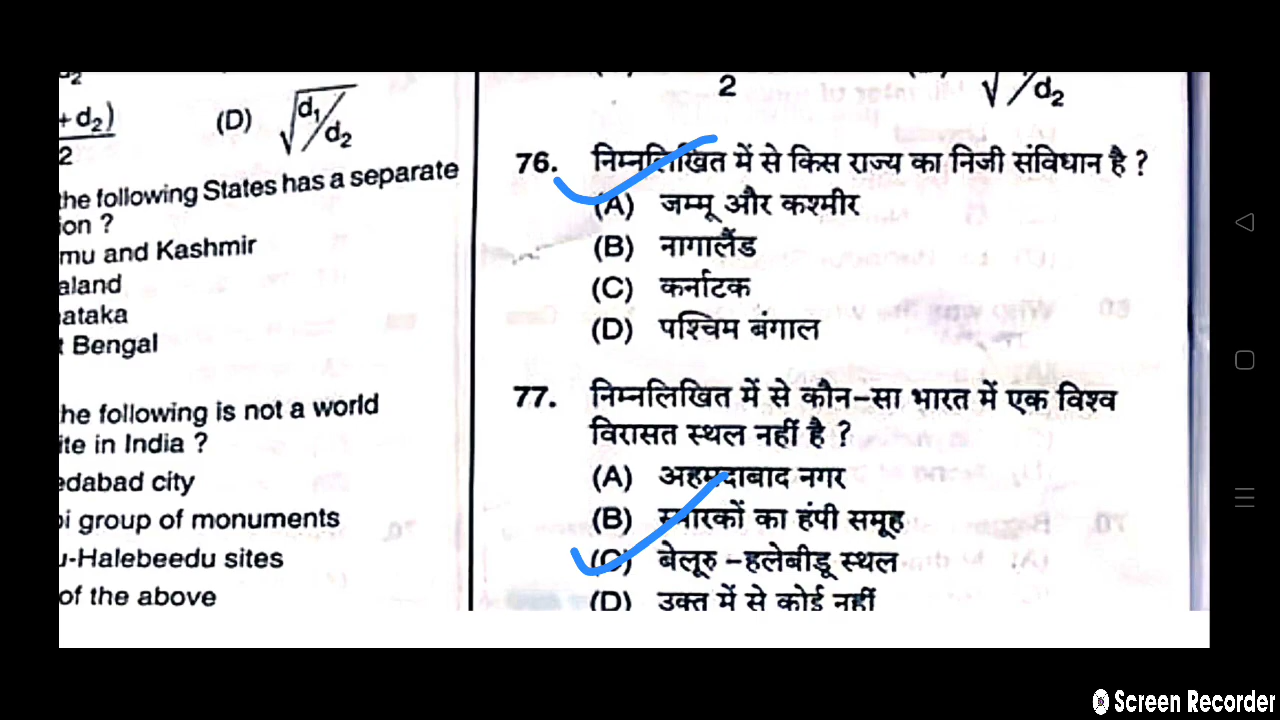 + d₂)
2
(D) √d₁/d₂
the following States has a separate
ion ?
mu and Kashmir
aland
ataka
t Bengal
he following is not a world
ite in India ?
edabad city
pi group of monuments
u-Halebeedu sites
of the above
2
√ / d₂
76. निम्नलिखित में से किस राज्य का निजी संविधान है ?
(A) जम्मू और कश्मीर
(B) नागालैंड
(C) कर्नाटक
(D) पश्चिम बंगाल
77. निम्नलिखित में से कौन-सा भारत में एक विश्व
विरासत स्थल नहीं है ?
(A) अहमदाबाद नगर
(B) स्मारकों का हंपी समूह
(C) बेलूरु -हलेबीडू स्थल
(D) उक्त में से कोई नहीं
Screen Recorder